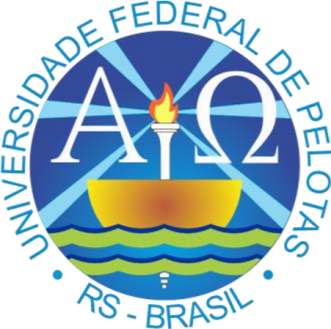 UNIVERSIDADE FEDERAL DE PELOTAS
Α Ω
RS - BRASIL